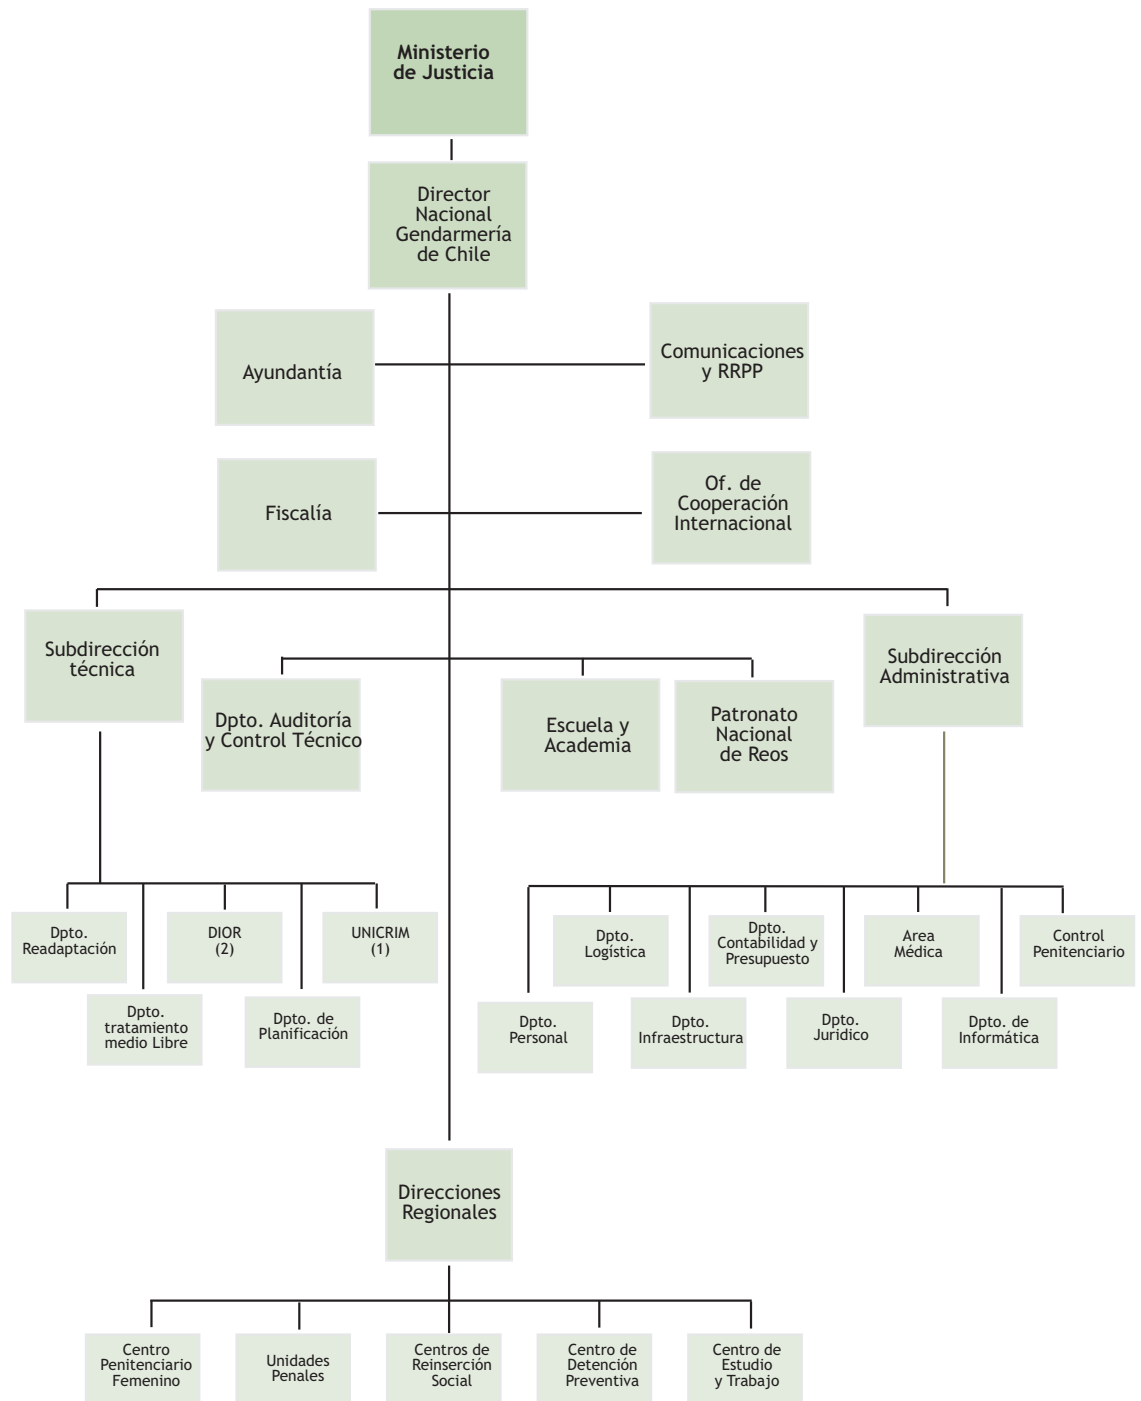 Ministerio
de Justicia
Director
Nacional
Gendarmería
de Chile
Ayundantía
Comunicaciones
y RRPP
Fiscalía
Of. de
Cooperación
Internacional
Subdirección
técnica
Subdirección
Administrativa
Dpto. Auditoría
y Control Técnico
Escuela y
Academia
Patronato
Nacional
de Reos
Dpto.
Readaptación
DIOR
(2)
UNICRIM
(1)
Dpto.
tratamiento
medio Libre
Dpto. de
Planificación
Dpto.
Logística
Dpto.
Contabilidad y
Presupuesto
Area
Médica
Control
Penitenciario
Dpto.
Personal
Dpto.
Infraestructura
Dpto.
Juridico
Dpto. de
Informática
Direcciones
Regionales
Centro
Penitenciario
Femenino
Unidades
Penales
Centros de
Reinserción
Social
Centro de
Detención
Preventiva
Centro de
Estudio
y Trabajo